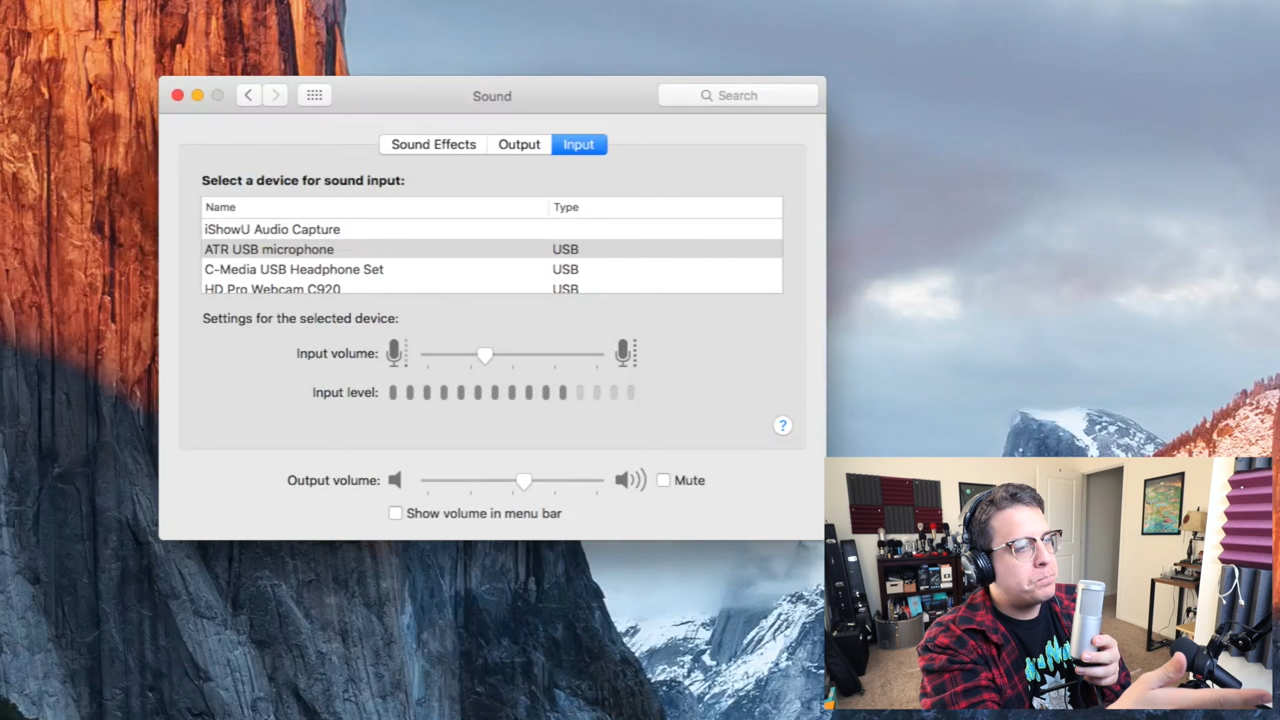 Sound
Search
Sound Effects Output Input
Select a device for sound input:
Name Type
iShowU Audio Capture
ATR USB microphone USB
C-Media USB Headphone Set USB
HD Pro Webcam C920 USB
Settings for the selected device:
Input volume:
Input level:
?
Output volume: Mute
Show volume in menu bar